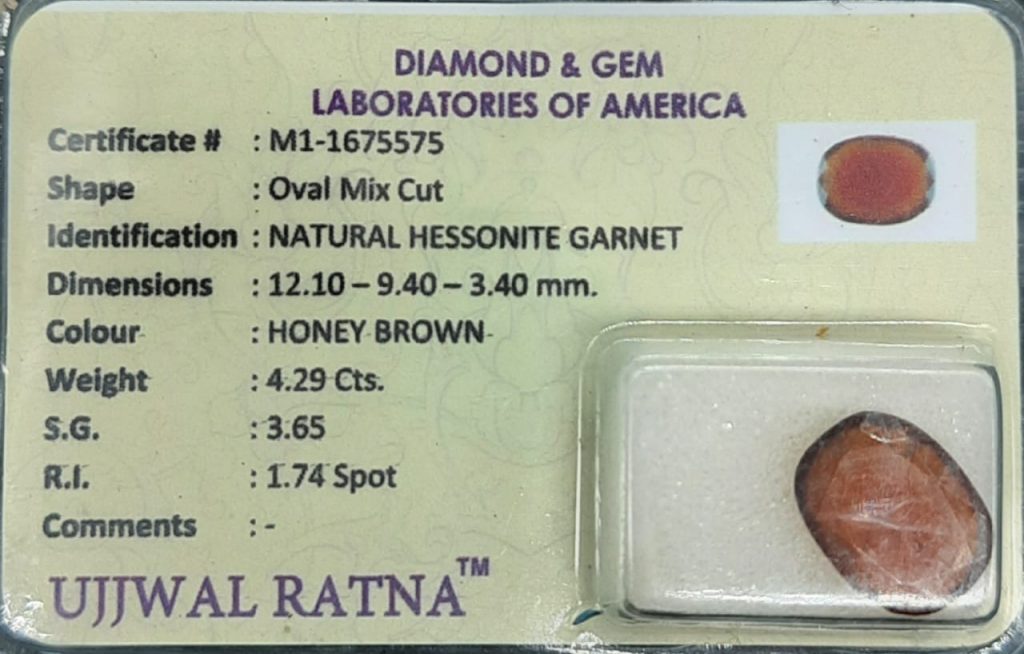 DIAMOND & GEM
LABORATORIES OF AMERICA
Certificate # : M1-1675575
Shape : Oval Mix Cut
Identification : NATURAL HESSONITE GARNET
Dimensions : 12.10 – 9.40 – 3.40 mm.
Colour : HONEY BROWN
Weight : 4.29 Cts.
S.G. : 3.65
R.I. : 1.74 Spot
Comments : -
UJJWAL RATNA™